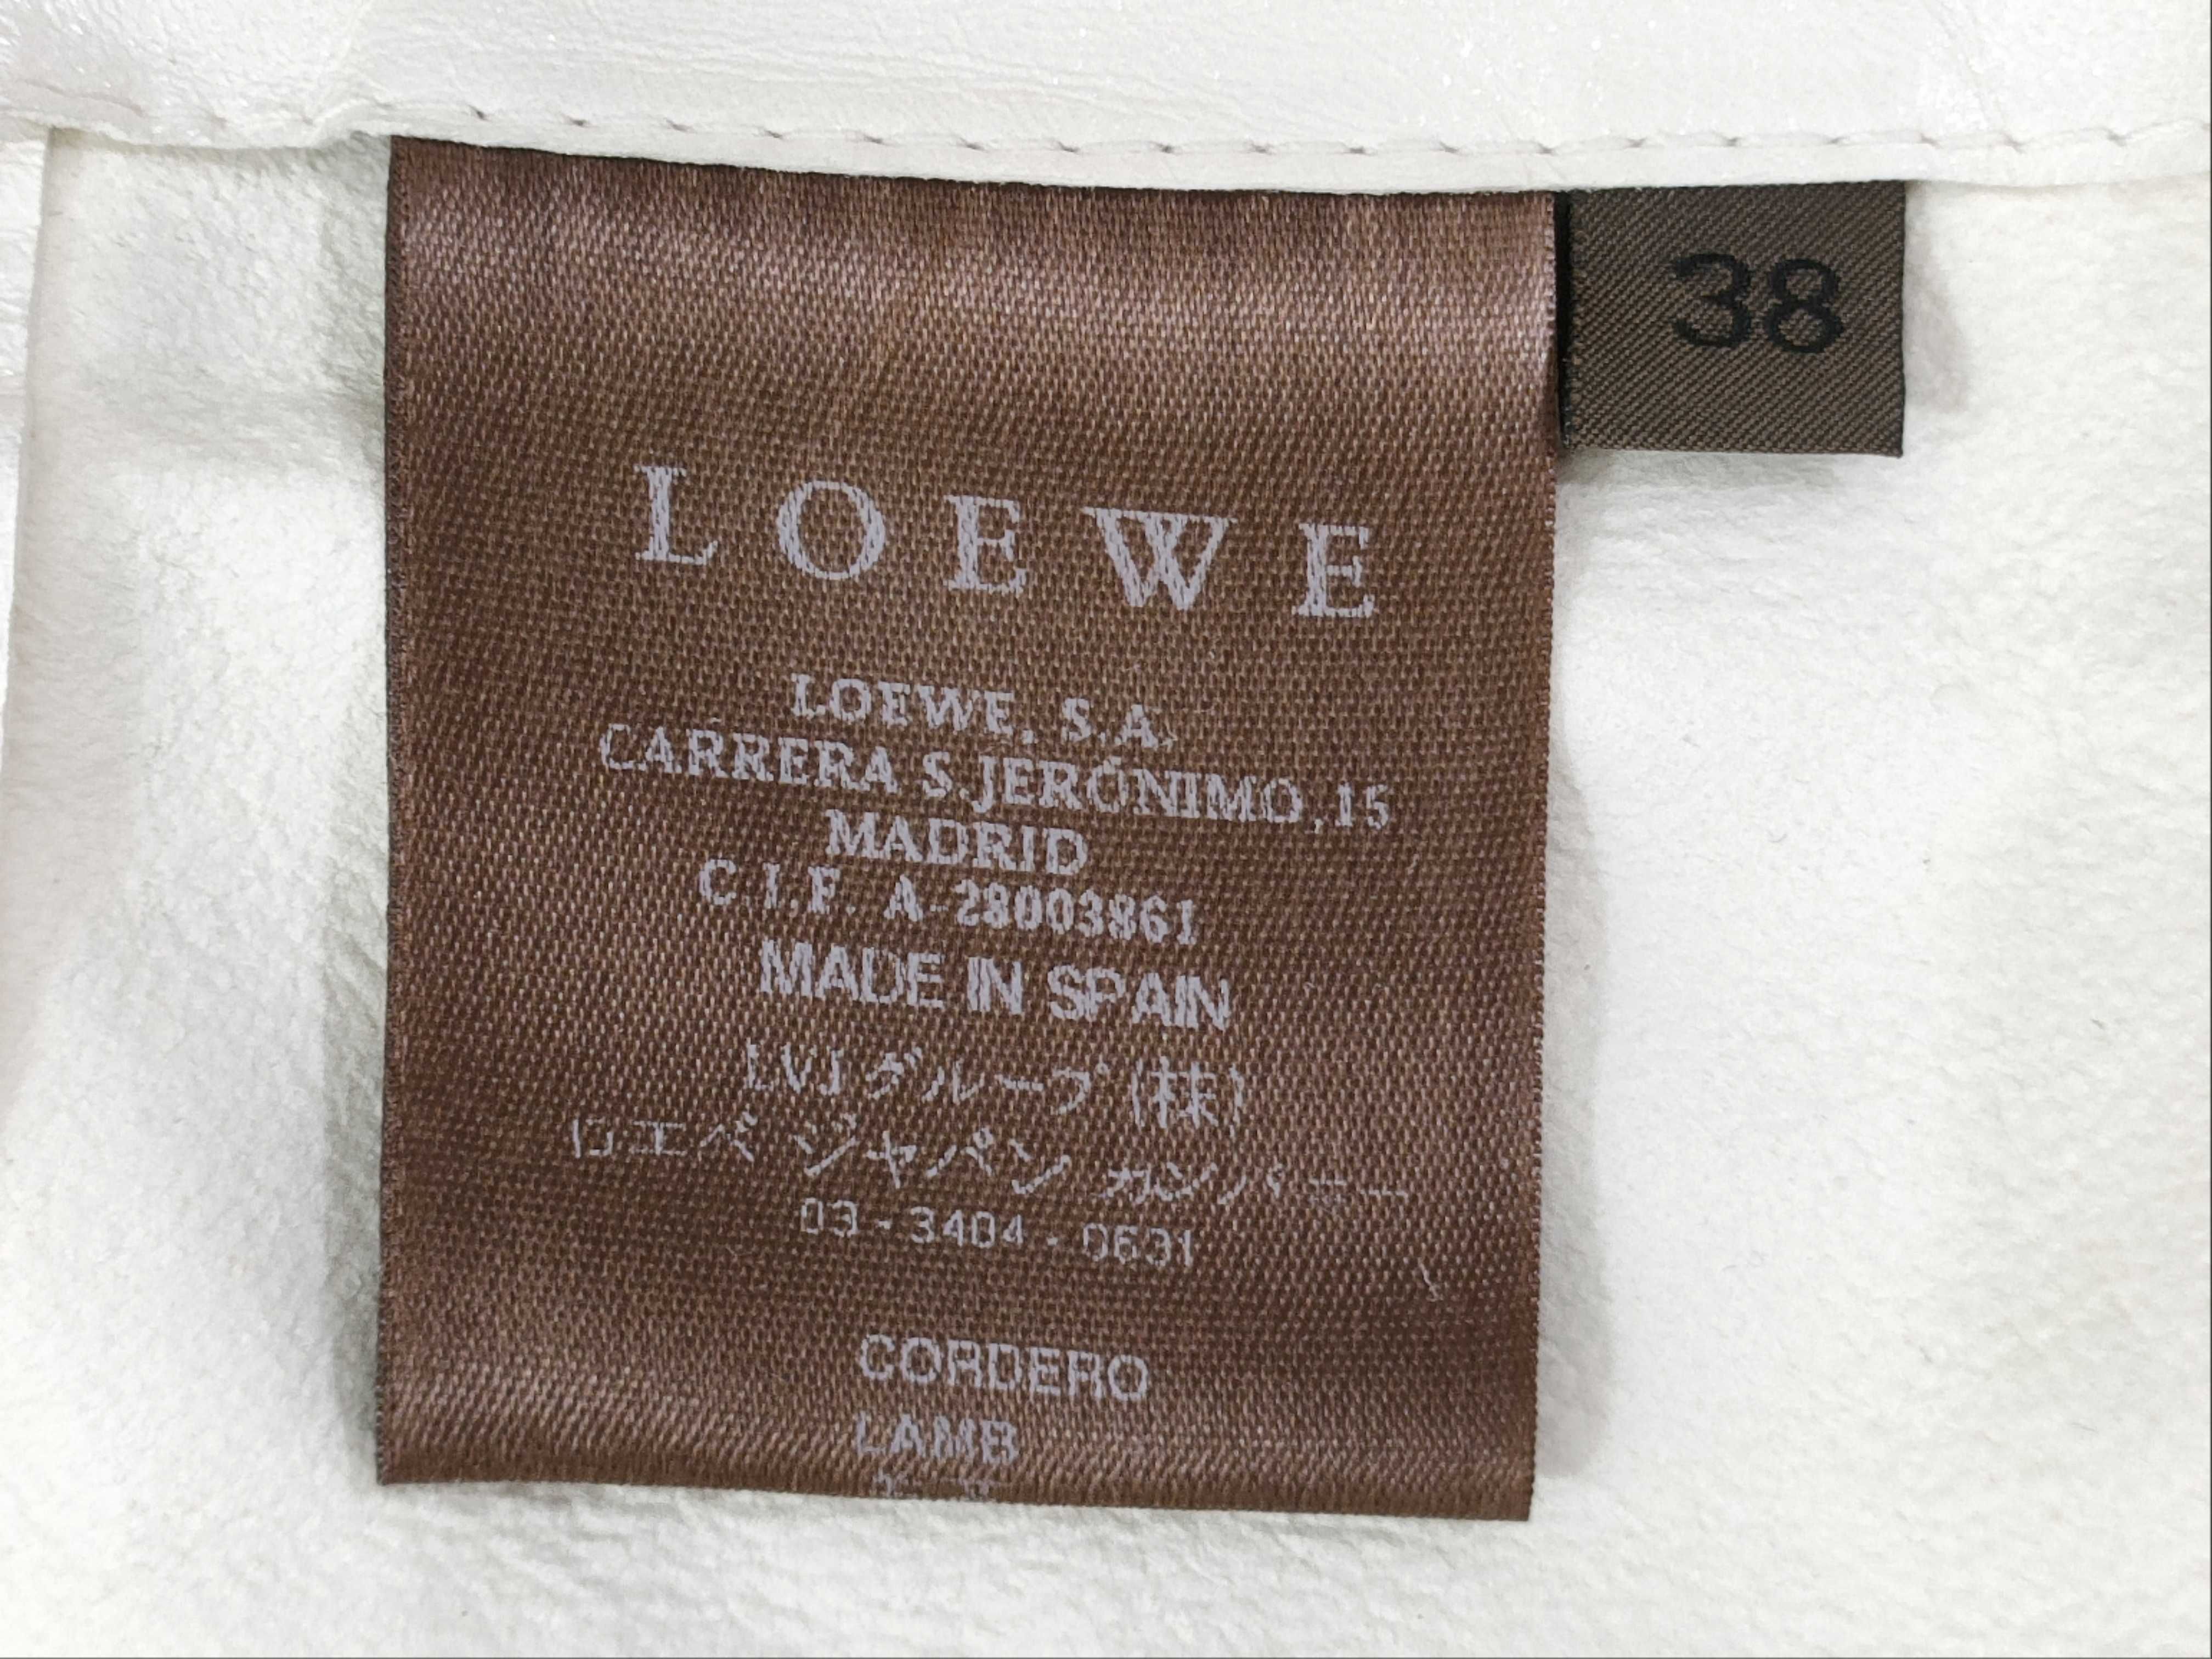 38
LOEWE
LOEWE, S.A.
CARRERA S.JERÓNIMO,15
MADRID
C.I.F. A-28003861
MADE IN SPAIN
LVJグループ(株)
ロエベ ジャパン カンパニー
03-3404-0631
CORDERO
LAMB